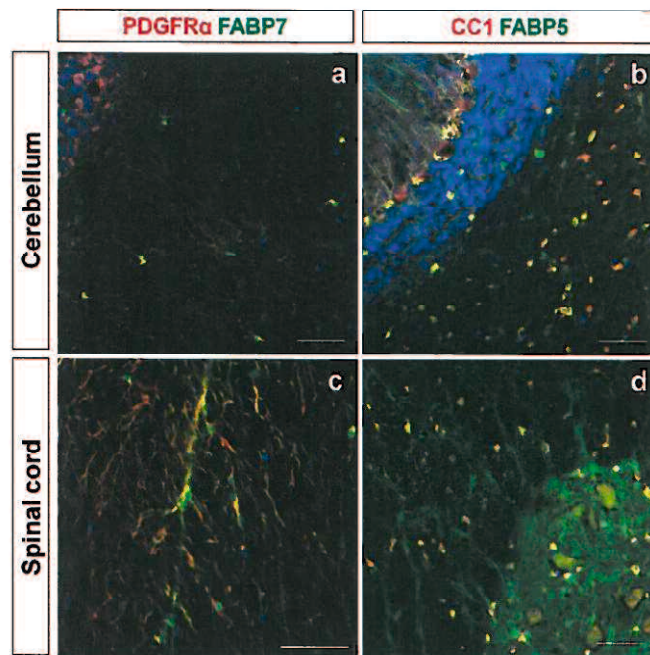 PDGFRα FABP7
CC1 FABP5
Cerebellum
a
b
Spinal cord
c
d